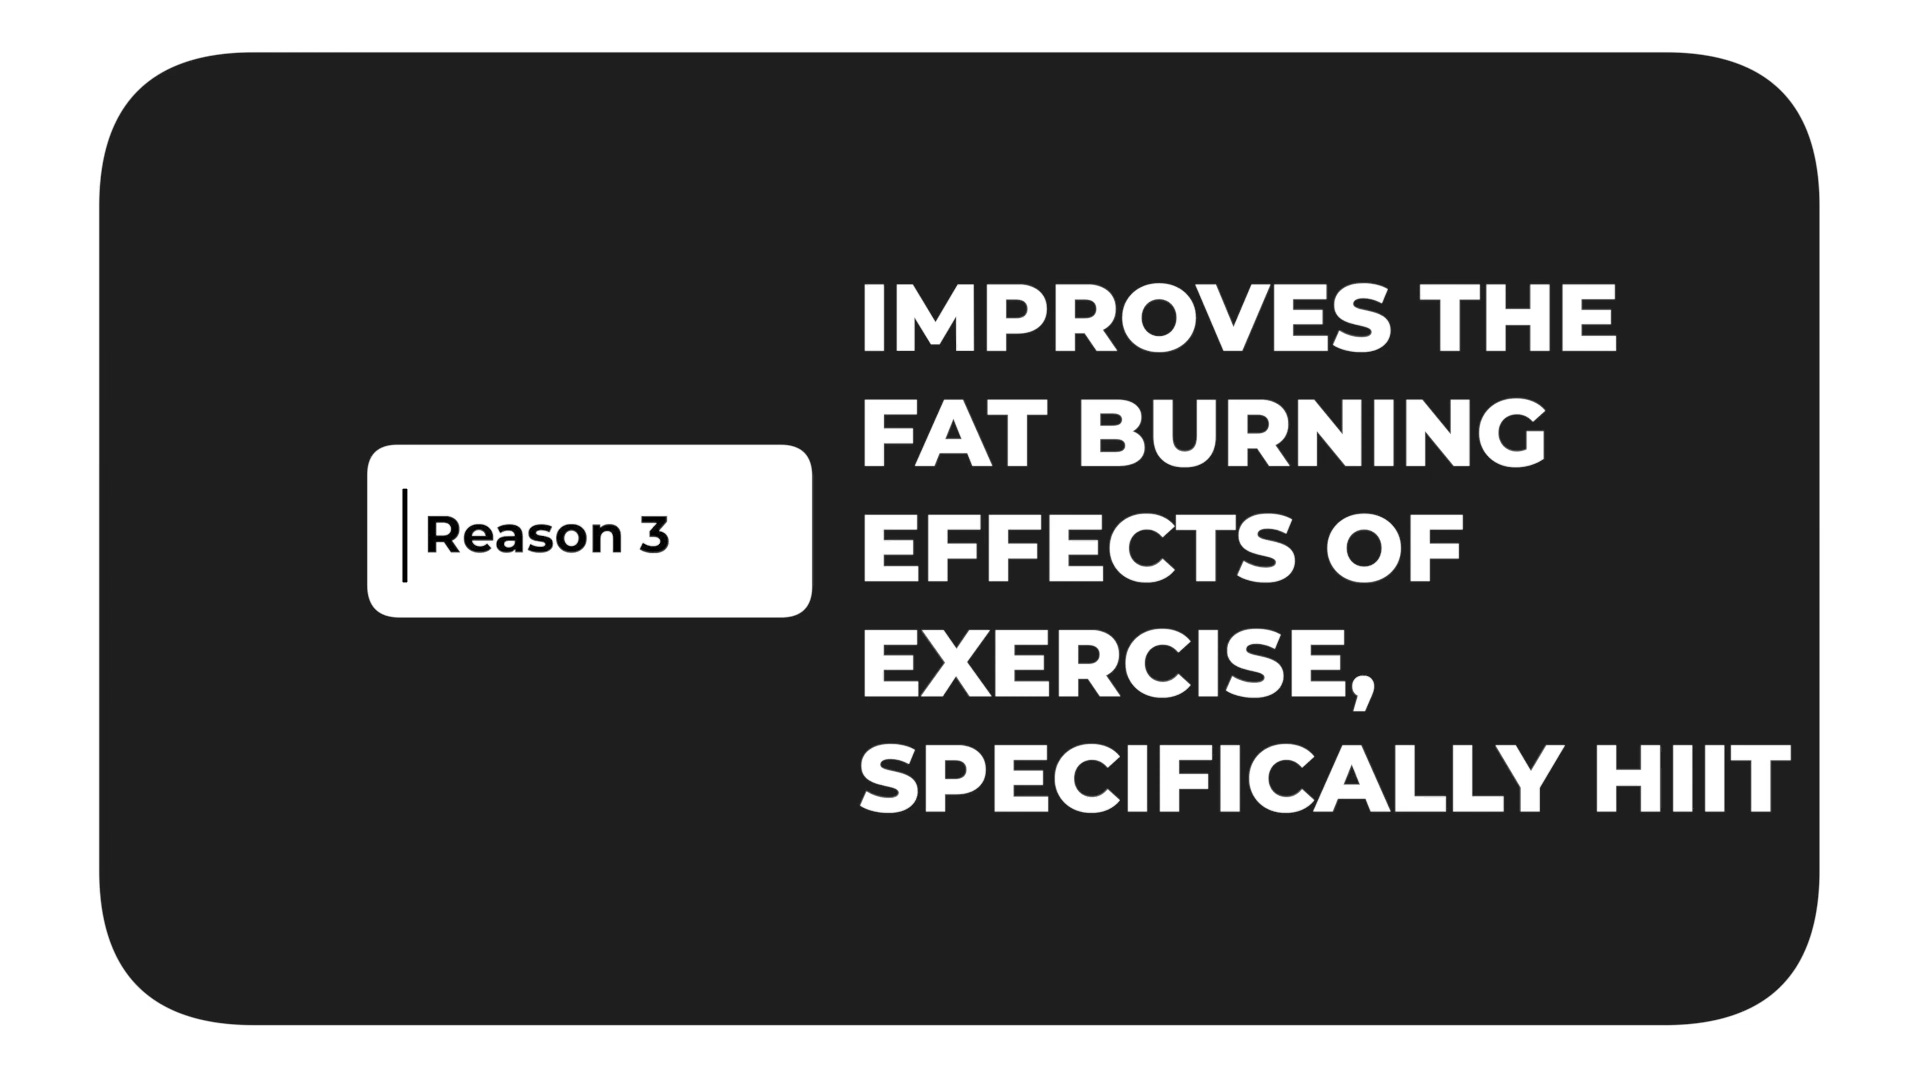 Reason 3
IMPROVES THE
FAT BURNING
EFFECTS OF
EXERCISE,
SPECIFICALLY HIIT